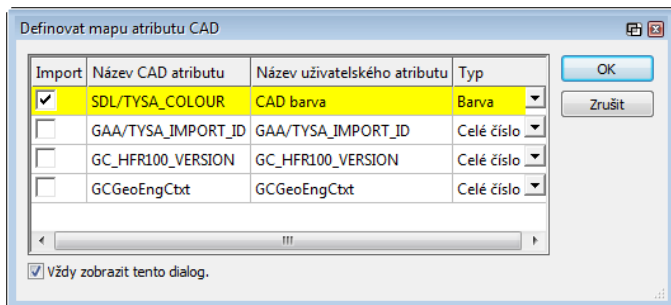 Definovat mapu atributu CAD
Import Název CAD atributu Název uživatelského atributu Typ
SDL/TYSA_COLOUR CAD barva Barva
GAA/TYSA_IMPORT_ID GAA/TYSA_IMPORT_ID Celé číslo
GC_HFR100_VERSION GC_HFR100_VERSION Celé číslo
GCGeoEngCtxt GCGeoEngCtxt Celé číslo
Vždy zobrazit tento dialog.
OK
Zrušit